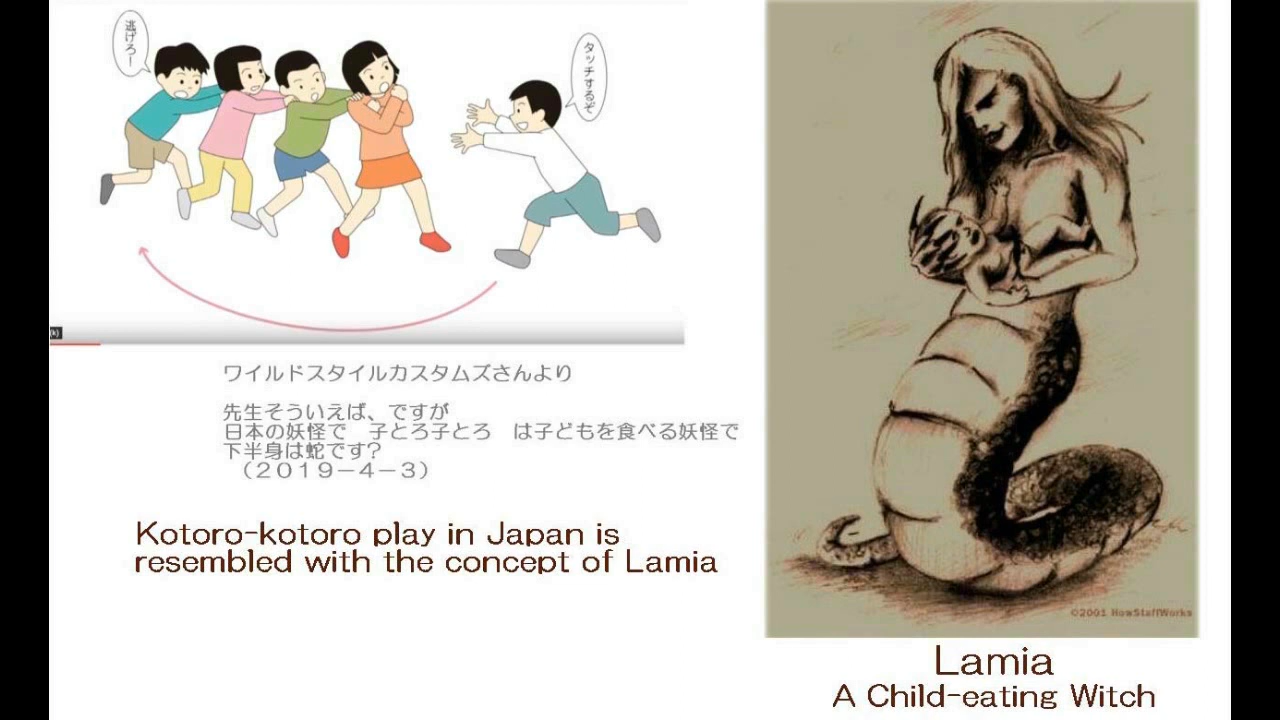 逃げろー
タッチするぞ
ワイルドスタイルカスタムズさんより
先生そういえば、ですが
日本の妖怪で　子とろ子とろ　は子どもを食べる妖怪で
下半身は蛇です?
（２０１９－４－３）
Kotoro-kotoro play in Japan is
resembled with the concept of Lamia
©2001 HowStuffWorks
Lamia
A Child-eating Witch